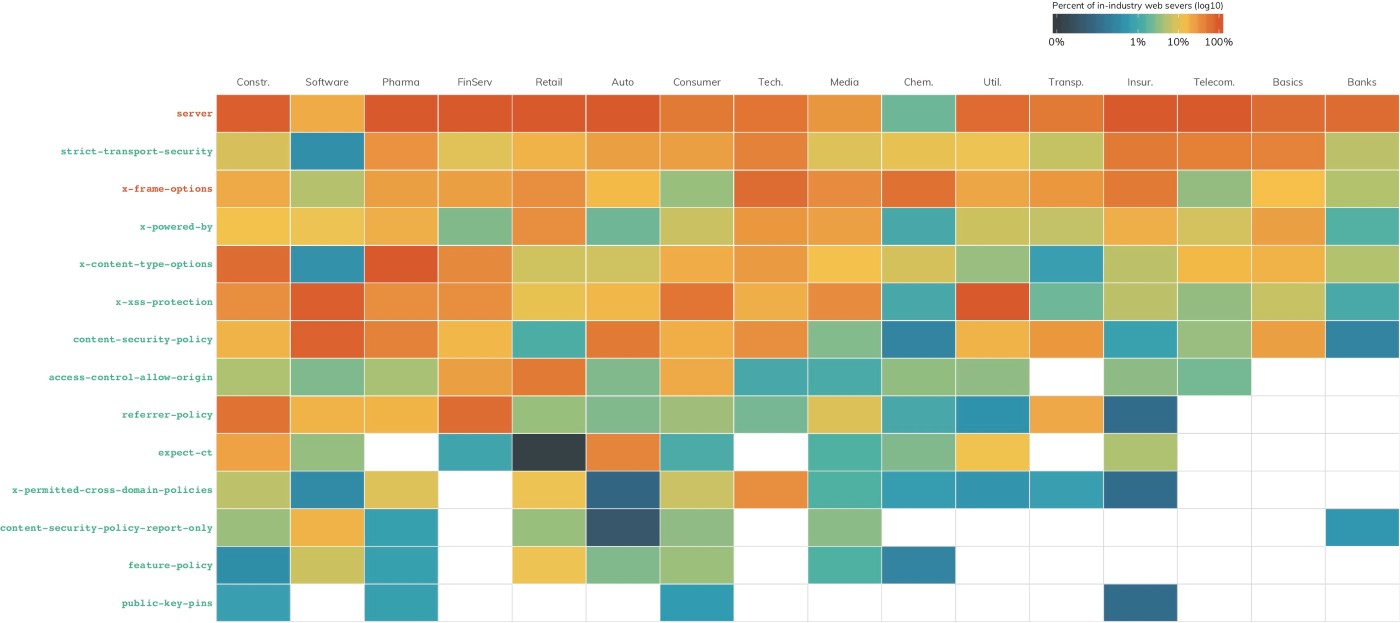 Percent of in-industry web severs (log10)
0% 1% 10% 100%
Constr. Software Pharma FinServ Retail Auto Consumer Tech. Media Chem. Util. Transp. Insur. Telecom. Basics Banks
server
strict-transport-security
x-frame-options
x-powered-by
x-content-type-options
x-xss-protection
content-security-policy
access-control-allow-origin
referrer-policy
expect-ct
x-permitted-cross-domain-policies
content-security-policy-report-only
feature-policy
public-key-pins